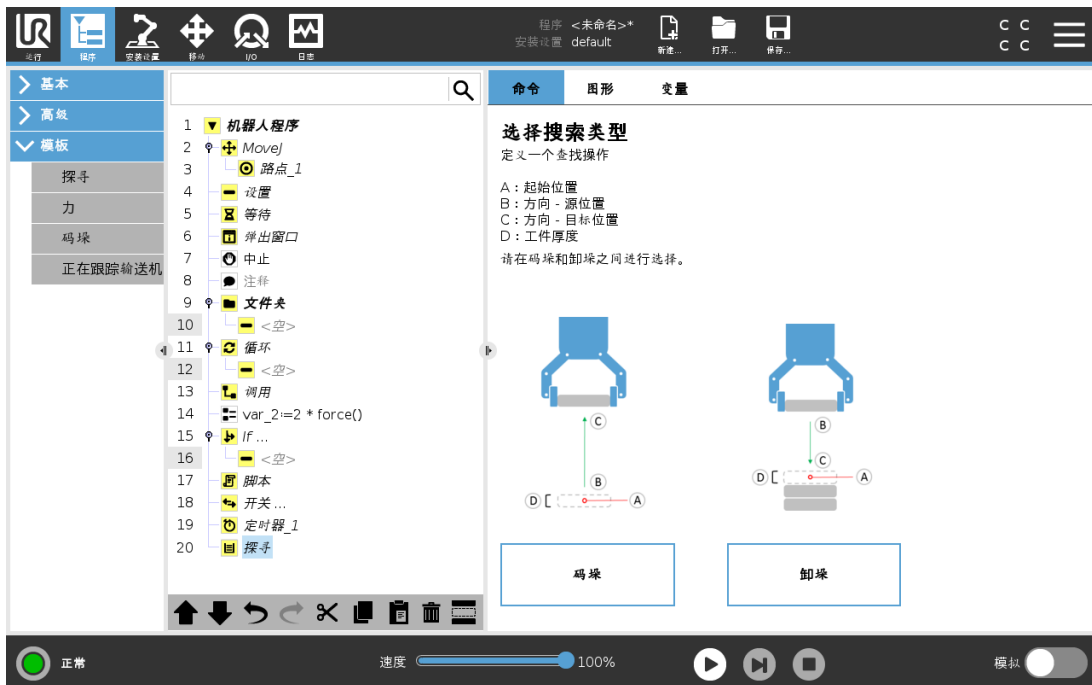 UR
运行
程序
安装设置
移动
I/O
日志
程序 <未命名>*
安装设置 default
新建...
打开...
保存...
C C
C C
基本
高级
模板
探寻
力
码垛
正在跟踪输送机
1 机器人程序
2 MoveJ
3 路点_1
4 设置
5 等待
6 弹出窗口
7 中止
8 注释
9 文件夹
10 <空>
11 循环
12 <空>
13 调用
14 var_2:=2 * force()
15 If ...
16 <空>
17 脚本
18 开关 ...
19 定时器_1
20 探寻
命令 图形 变量
选择搜索类型
定义一个查找操作
A：起始位置
B：方向 - 源位置
C：方向 - 目标位置
D：工件厚度
请在码垛和卸垛之间进行选择。
C
B
D
A
B
C
D
A
码垛
卸垛
正常
速度
100%
模拟